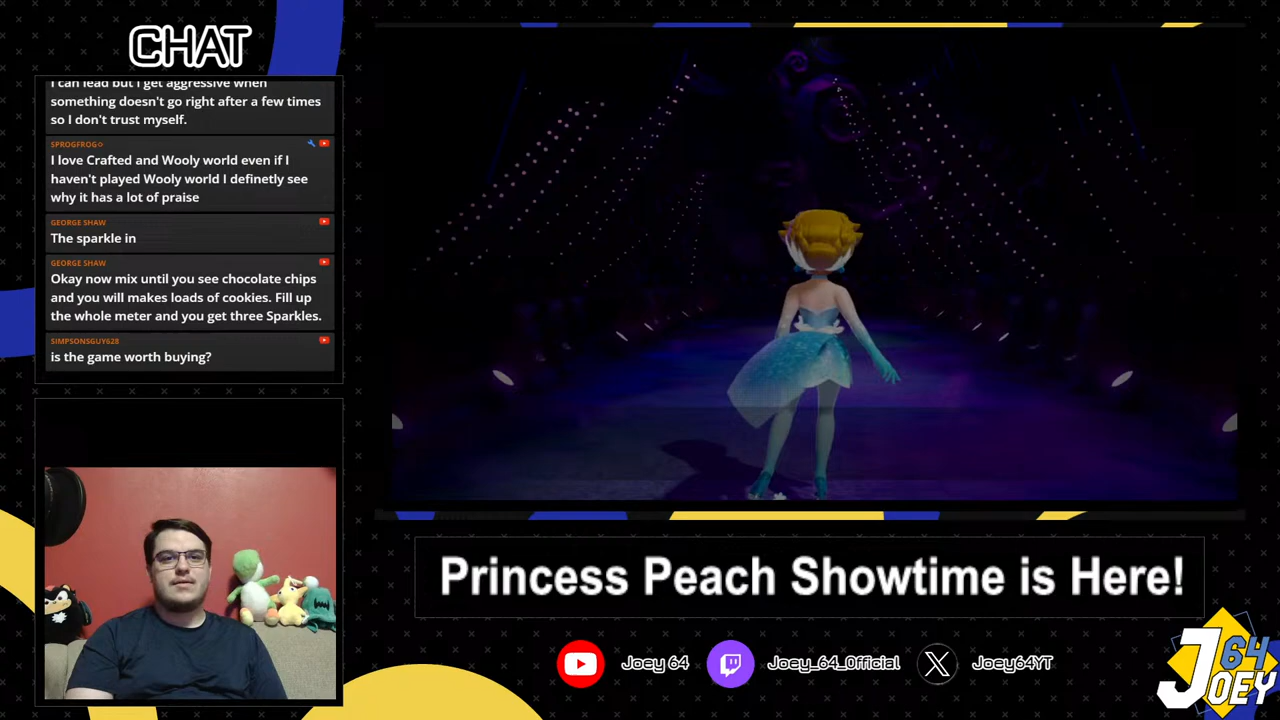 CHAT
I can lead but I get aggressive when
something doesn't go right after a few times
so I don't trust myself.
SPROGFROG
I love Crafted and Wooly world even if I
haven't played Wooly world I definetly see
why it has a lot of praise
GEORGE SHAW
The sparkle in
GEORGE SHAW
Okay now mix until you see chocolate chips
and you will makes loads of cookies. Fill up
the whole meter and you get three Sparkles.
SIMPSONSGUY628
is the game worth buying?
Princess Peach Showtime is Here!
Joey 64
Joey_64_Official
Joey64YT
64
JOEY